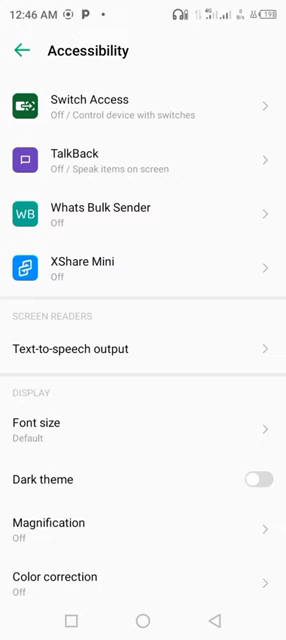 12:46 AM
4G
0
B/s
19
Accessibility
Switch Access
Off / Control device with switches
TalkBack
Off / Speak items on screen
WB
Whats Bulk Sender
Off
XShare Mini
Off
SCREEN READERS
Text-to-speech output
DISPLAY
Font size
Default
Dark theme
Magnification
Off
Color correction
Off